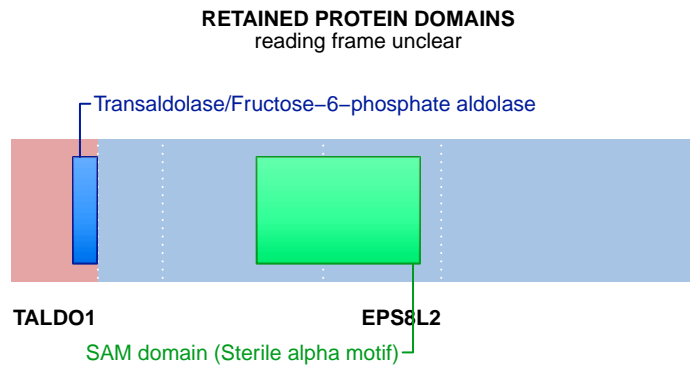 RETAINED PROTEIN DOMAINS
reading frame unclear
Transaldolase/Fructose−6−phosphate aldolase
TALDO1 EPS8L2
SAM domain (Sterile alpha motif)